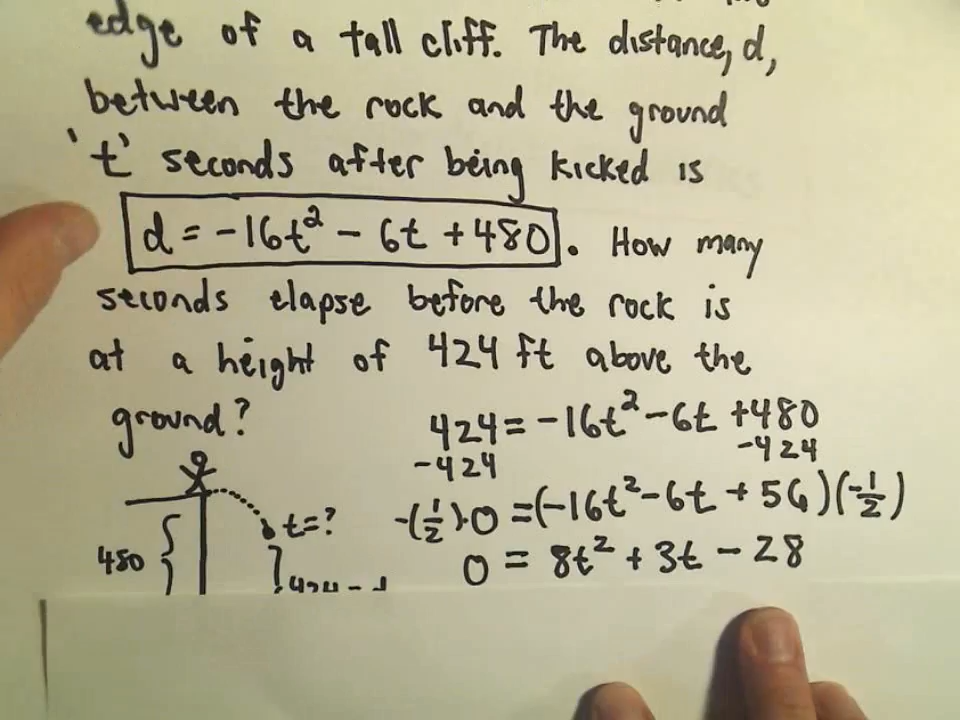 edge of a tall cliff. The distance, d,
between the rock and the ground
't' seconds after being kicked is
d = -16t² - 6t + 480. How many
seconds elapse before the rock is
at a height of 424 ft above the
ground?
424 = -16t² - 6t + 480
-424 -424
-(1/2)·0 = (-16t² - 6t + 56)(-1/2)
0 = 8t² + 3t - 28
t=?
480